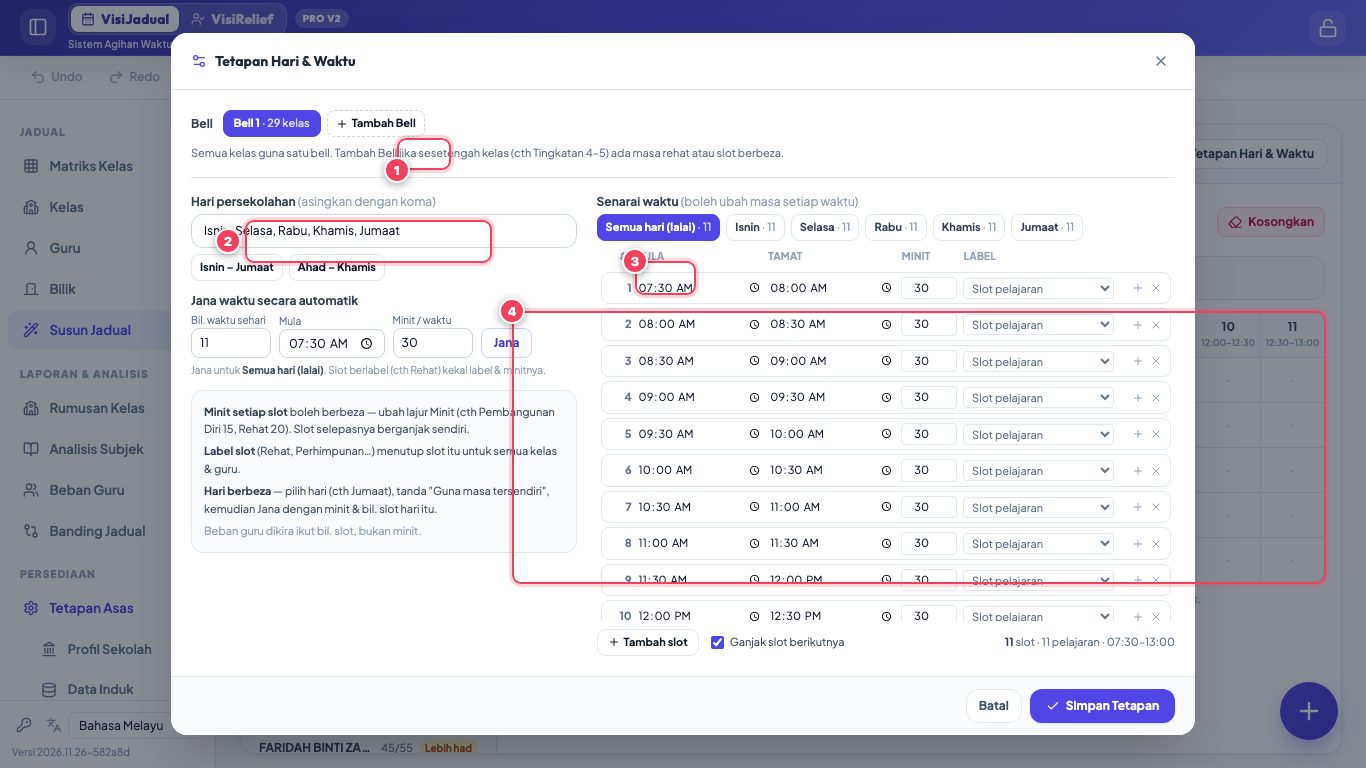 VisiJadual
VisiRelief
PRO V2
Sistem Agihan Waktu
Undo
Redo
JADUAL
Matriks Kelas
Kelas
Guru
Bilik
Susun Jadual
LAPORAN & ANALISIS
Rumusan Kelas
Analisis Subjek
Beban Guru
Banding Jadual
PERSEDIAAN
Tetapan Asas
Profil Sekolah
Data Induk
Bahasa Melayu
Versi 2026.11.26-582a8d
Tetapan Hari & Waktu
Bell
Bell 1 · 29 kelas
+ Tambah Bell
Semua kelas guna satu bell. Tambah Bell jika sesetengah kelas (cth Tingkatan 4–5) ada masa rehat atau slot berbeza.
1
Hari persekolahan (asingkan dengan koma)
Isnin, Selasa, Rabu, Khamis, Jumaat
2
Isnin – Jumaat
Ahad – Khamis
Jana waktu secara automatik
Bil. waktu sehari
Mula
Minit / waktu
11
07:30 AM
30
Jana
Jana untuk Semua hari (lalai). Slot berlabel (cth Rehat) kekal label & minitnya.
Minit setiap slot boleh berbeza — ubah lajur Minit (cth Pembangunan
Diri 15, Rehat 20). Slot selepasnya berganjak sendiri.
Label slot (Rehat, Perhimpunan...) menutup slot itu untuk semua kelas
& guru.
Hari berbeza — pilih hari (cth Jumaat), tanda "Guna masa tersendiri",
kemudian Jana dengan minit & bil. slot hari itu.
Beban guru dikira ikut bil. slot, bukan minit.
Senarai waktu (boleh ubah masa setiap waktu)
Semua hari (lalai) · 11
Isnin · 11
Selasa · 11
Rabu · 11
Khamis · 11
Jumaat · 11
3
TAMAT
MINIT
LABEL
1 07:30 AM 08:00 AM 30 Slot pelajaran
4
2 08:00 AM 08:30 AM 30 Slot pelajaran
3 08:30 AM 09:00 AM 30 Slot pelajaran
4 09:00 AM 09:30 AM 30 Slot pelajaran
5 09:30 AM 10:00 AM 30 Slot pelajaran
6 10:00 AM 10:30 AM 30 Slot pelajaran
7 10:30 AM 11:00 AM 30 Slot pelajaran
8 11:00 AM 11:30 AM 30 Slot pelajaran
9 11:30 AM 12:00 PM 30 Slot pelajaran
10 12:00 PM 12:30 PM 30 Slot pelajaran
+ Tambah slot
Ganjak slot berikutnya
11 slot · 11 pelajaran · 07:30–13:00
Batal
Simpan Tetapan
Tetapan Hari & Waktu
Kosongkan
10
12:00–12:30
11
12:30–13:00
FARIDAH BINTI ZA...
45/55
Lebih had